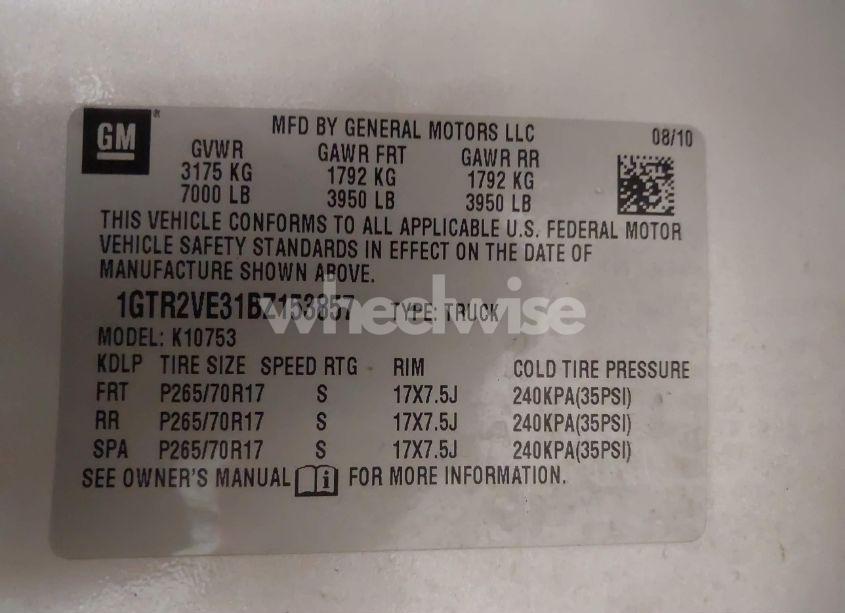 GM ®
MFD BY GENERAL MOTORS LLC 08/10
GVWR GAWR FRT GAWR RR
3175 KG 1792 KG 1792 KG
7000 LB 3950 LB 3950 LB
THIS VEHICLE CONFORMS TO ALL APPLICABLE U.S. FEDERAL MOTOR
VEHICLE SAFETY STANDARDS IN EFFECT ON THE DATE OF
MANUFACTURE SHOWN ABOVE.
1GTR2VE31BZ153857 TYPE: TRUCK
wheelwise
MODEL: K10753
KDLP TIRE SIZE SPEED RTG RIM COLD TIRE PRESSURE
FRT P265/70R17 S 17X7.5J 240KPA(35PSI)
RR P265/70R17 S 17X7.5J 240KPA(35PSI)
SPA P265/70R17 S 17X7.5J 240KPA(35PSI)
SEE OWNER'S MANUAL i FOR MORE INFORMATION.